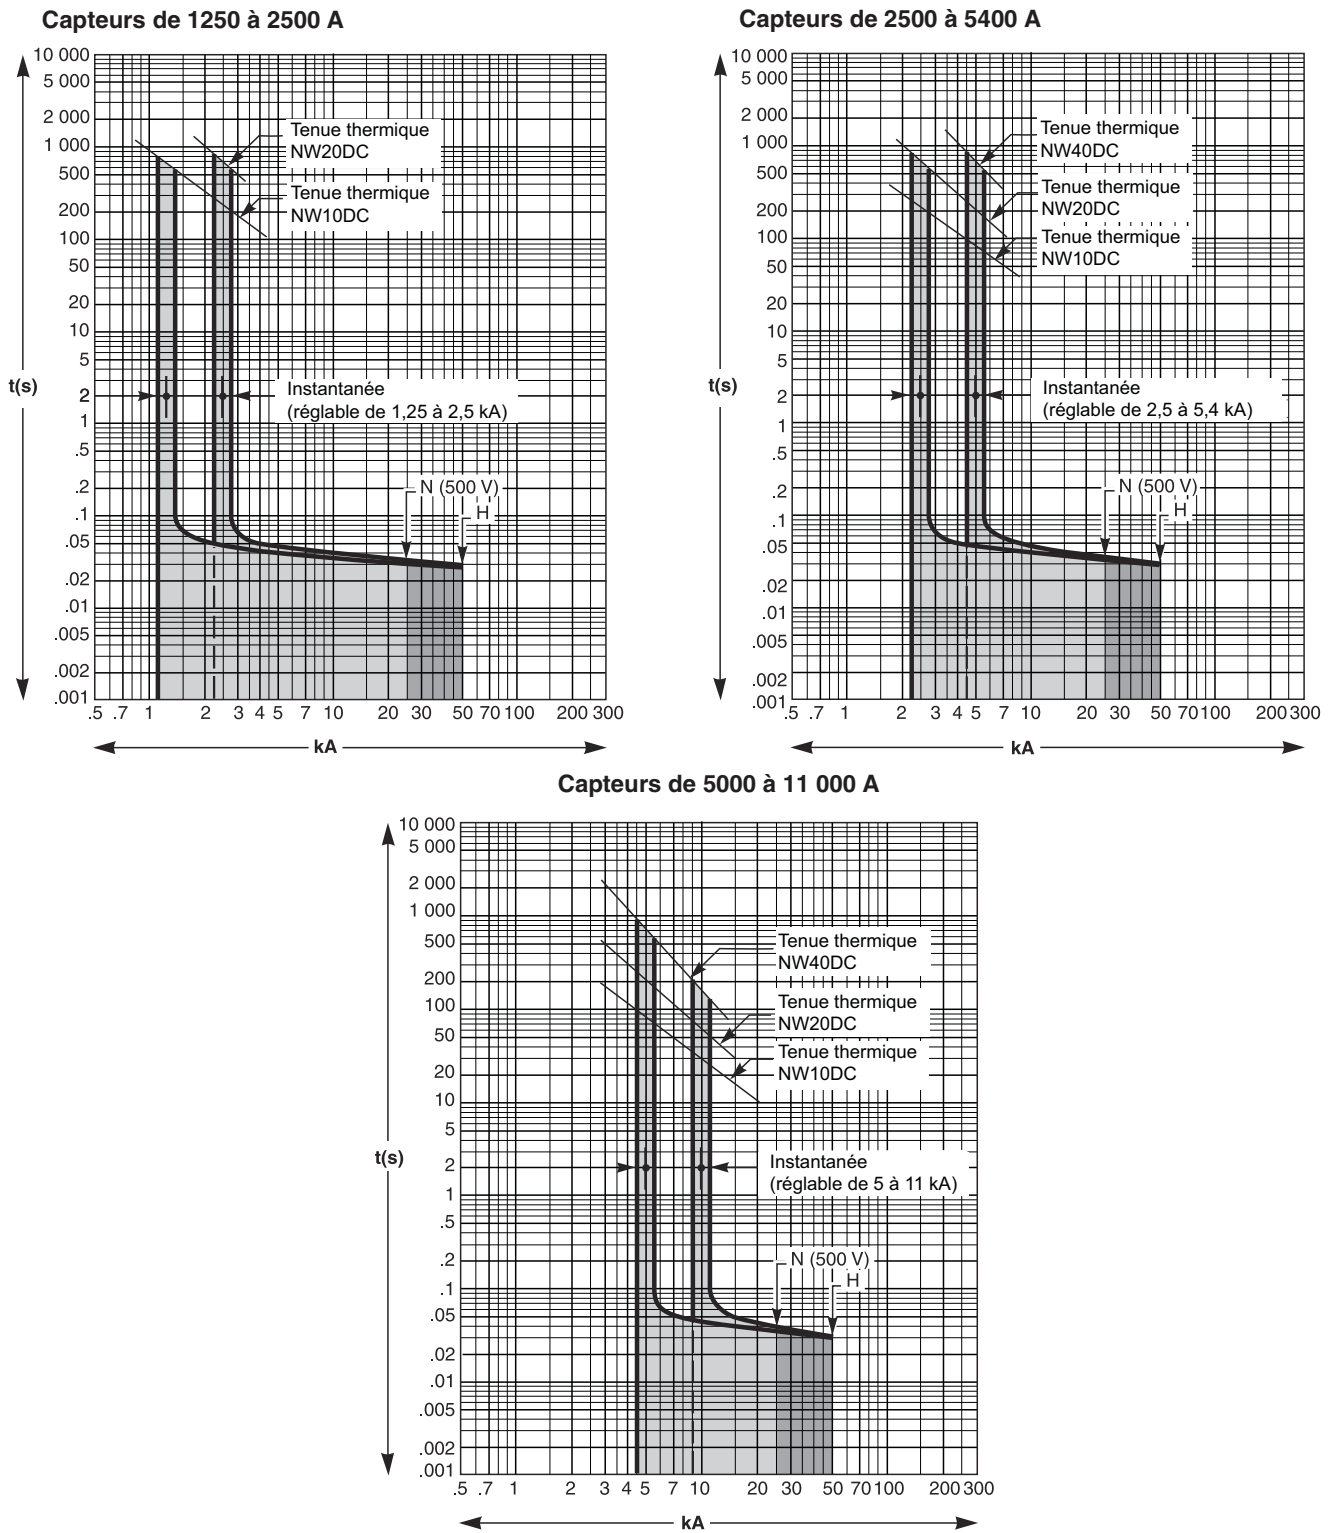 Capteurs de 1250 à 2500 A
10 000
5 000
2 000
1 000
500
200
100
50
20
10
5
2
1
.5
.2
.1
.05
.02
.01
.005
.002
.001
t(s)
Tenue thermique
NW20DC
Tenue thermique
NW10DC
Instantanée
(réglable de 1,25 à 2,5 kA)
N (500 V)
H
.5 .7 1 2 3 4 5 7 10 20 30 50 70 100 200 300
kA
Capteurs de 2500 à 5400 A
10 000
5 000
2 000
1 000
500
200
100
50
20
10
5
2
1
.5
.2
.1
.05
.02
.01
.005
.002
.001
t(s)
Tenue thermique
NW40DC
Tenue thermique
NW20DC
Tenue thermique
NW10DC
Instantanée
(réglable de 2,5 à 5,4 kA)
N (500 V)
H
.5 .7 1 2 3 4 5 7 10 20 30 50 70 100 200 300
kA
Capteurs de 5000 à 11 000 A
10 000
5 000
2 000
1 000
500
200
100
50
20
10
5
2
1
.5
.2
.1
.05
.02
.01
.005
.002
.001
t(s)
Tenue thermique
NW40DC
Tenue thermique
NW20DC
Tenue thermique
NW10DC
Instantanée
(réglable de 5 à 11 kA)
N (500 V)
H
.5 .7 1 2 3 4 5 7 10 20 30 50 70 100 200 300
kA